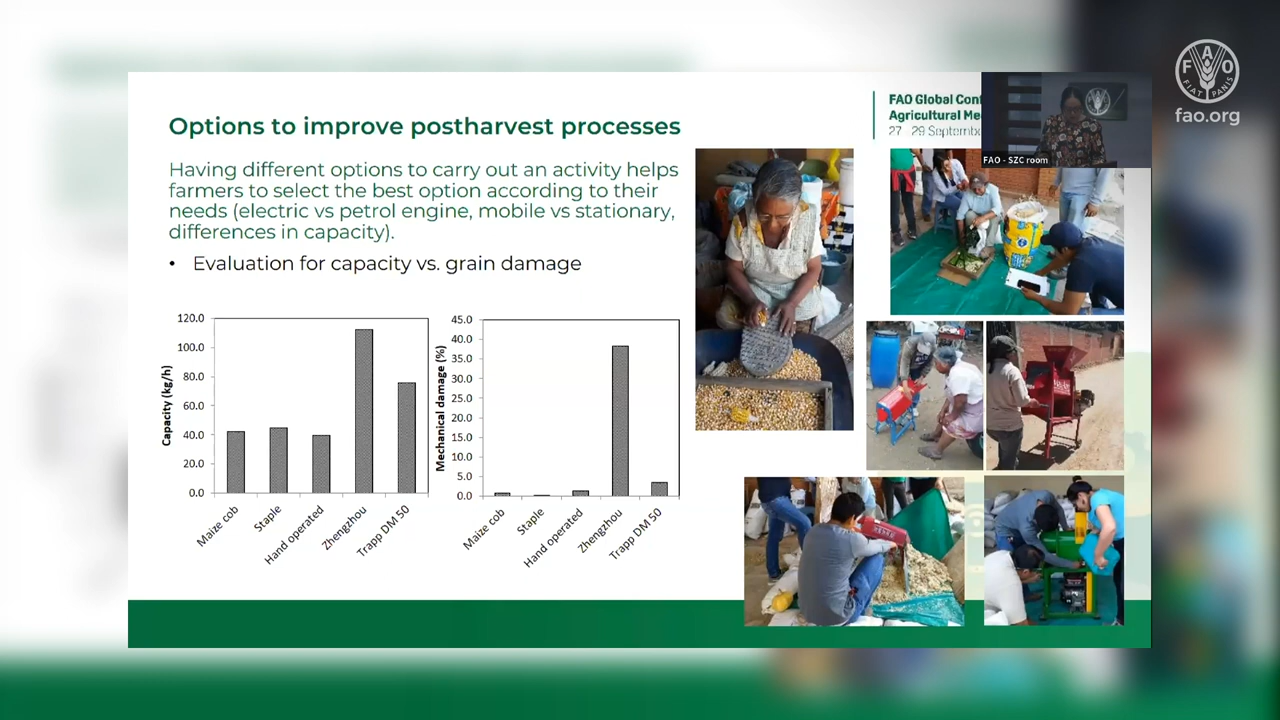 FAO
FIAT PANIS
fao.org
FAO Global Con
Agricultural Me
27 - 29 Septemb
FAO - SZC room
Options to improve postharvest processes
Having different options to carry out an activity helps
farmers to select the best option according to their
needs (electric vs petrol engine, mobile vs stationary,
differences in capacity).
• Evaluation for capacity vs. grain damage
Capacity (kg/h)
120.0
100.0
80.0
60.0
40.0
20.0
0.0
Maize cob
Staple
Hand operated
Zhengzhou
Trapp DM 50
Mechanical damage (%)
45.0
40.0
35.0
30.0
25.0
20.0
15.0
10.0
5.0
0.0
Maize cob
Staple
Hand operated
Zhengzhou
Trapp DM 50